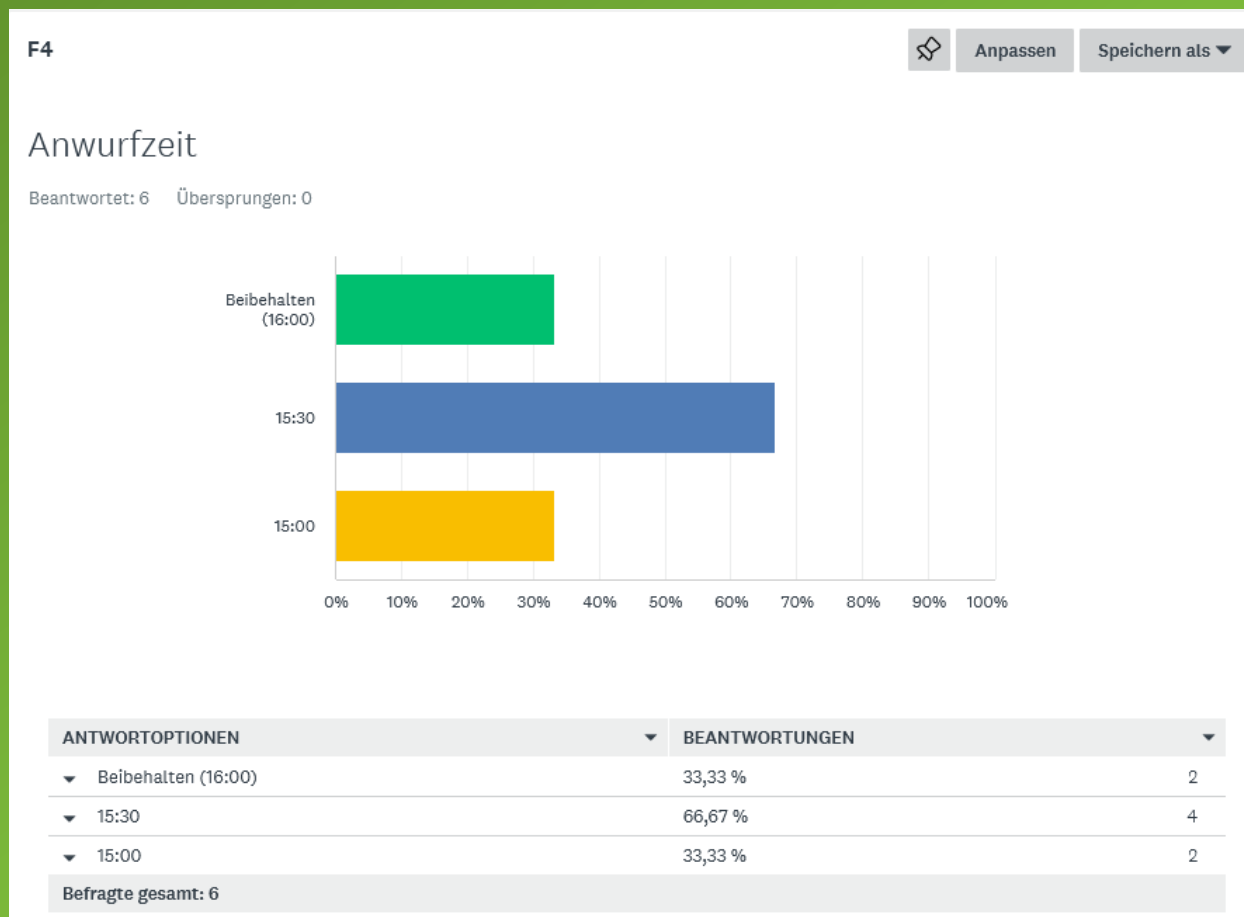 F4
Anpassen
Speichern als
Anwurfzeit
Beantwortet: 6 Übersprungen: 0
Beibehalten
(16:00)
15:30
15:00
0% 10% 20% 30% 40% 50% 60% 70% 80% 90% 100%
ANTWORTOPTIONEN BEANTWORTUNGEN
Beibehalten (16:00) 33,33 % 2
15:30 66,67 % 4
15:00 33,33 % 2
Befragte gesamt: 6